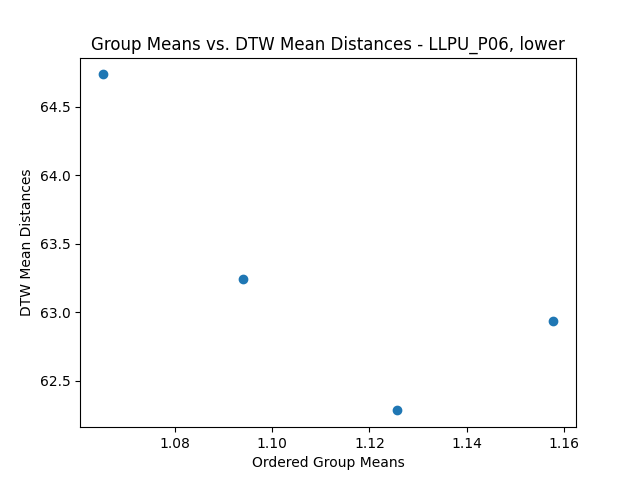 Group Means vs. DTW Mean Distances - LLPU_P06, lower
64.5
64.0
63.5
63.0
62.5
DTW Mean Distances
1.08 1.10 1.12 1.14 1.16
Ordered Group Means